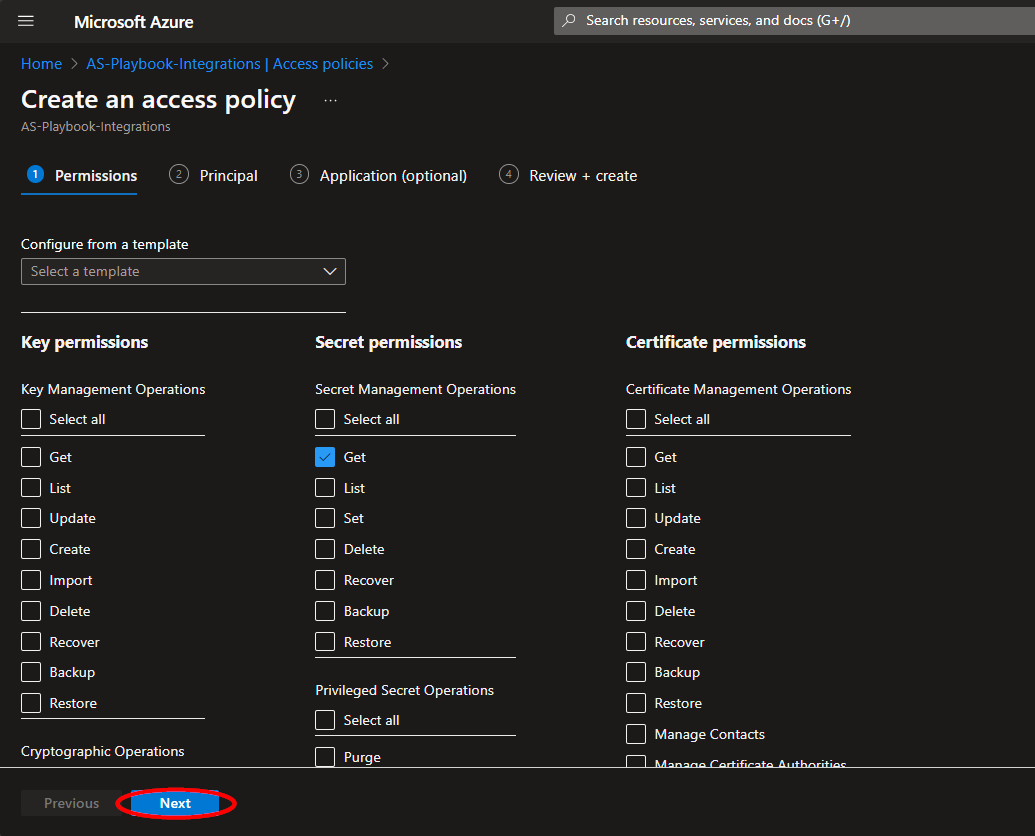 Microsoft Azure
Search resources, services, and docs (G+/)
Home > AS-Playbook-Integrations | Access policies >
Create an access policy ...
AS-Playbook-Integrations
1 Permissions
2 Principal
3 Application (optional)
4 Review + create
Configure from a template
Select a template
Key permissions
Key Management Operations
Select all
Get
List
Update
Create
Import
Delete
Recover
Backup
Restore
Cryptographic Operations
Secret permissions
Secret Management Operations
Select all
Get
List
Set
Delete
Recover
Backup
Restore
Privileged Secret Operations
Select all
Purge
Certificate permissions
Certificate Management Operations
Select all
Get
List
Update
Create
Import
Delete
Recover
Backup
Restore
Manage Contacts
Manage Certificate Authorities
Previous
Next